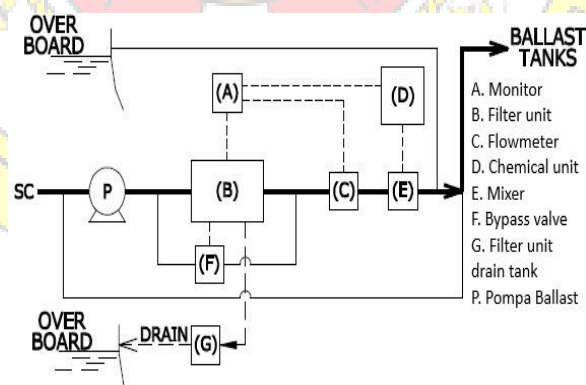 OVER
BOARD
BALLAST
TANKS
(A)
(D)
A. Monitor
B. Filter unit
C. Flowmeter
D. Chemical unit
E. Mixer
F. Bypass valve
G. Filter unit
drain tank
P. Pompa Ballast
SC
P
(B)
(C)
(E)
(F)
OVER
BOARD
DRAIN
(G)